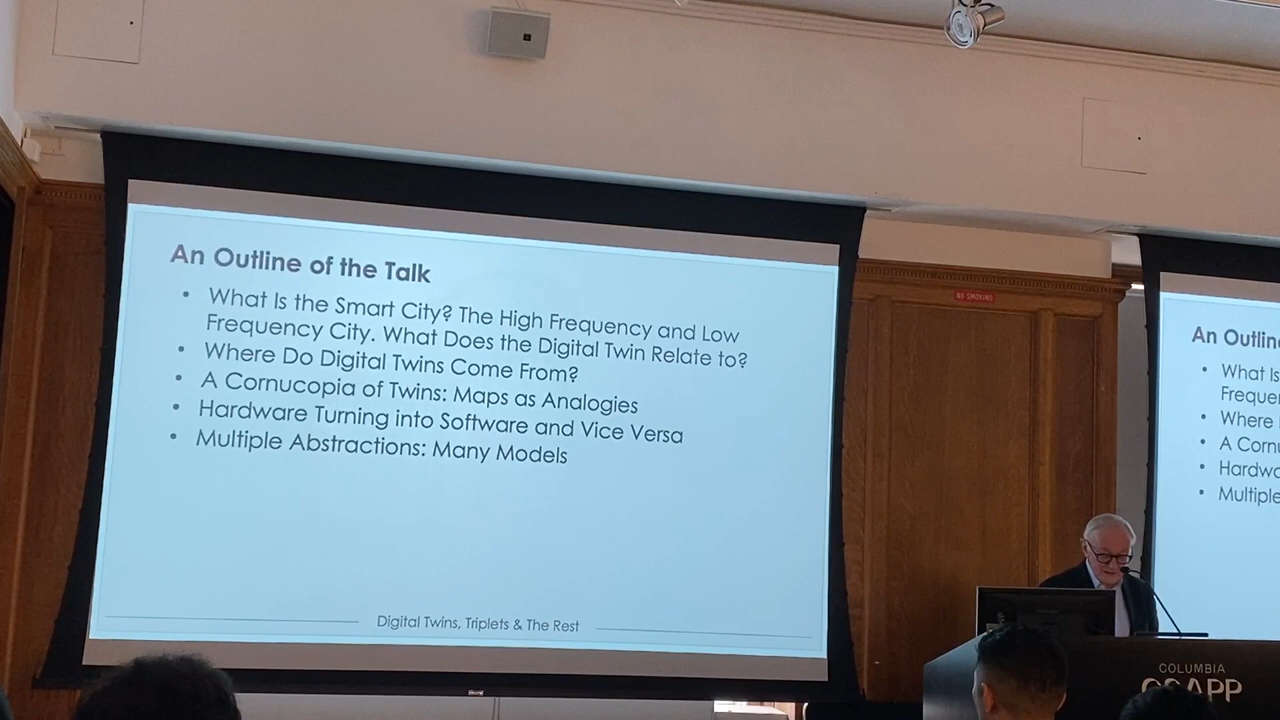 An Outline of the Talk
• What Is the Smart City? The High Frequency and Low
Frequency City. What Does the Digital Twin Relate to?
• Where Do Digital Twins Come From?
• A Cornucopia of Twins: Maps as Analogies
• Hardware Turning into Software and Vice Versa
• Multiple Abstractions: Many Models
Digital Twins, Triplets & The Rest
NO SMOKING
An Outlin
• What Is
Frequen
• Where
• A Corn
• Hardwa
• Multiple
COLUMBIA
GSAPP